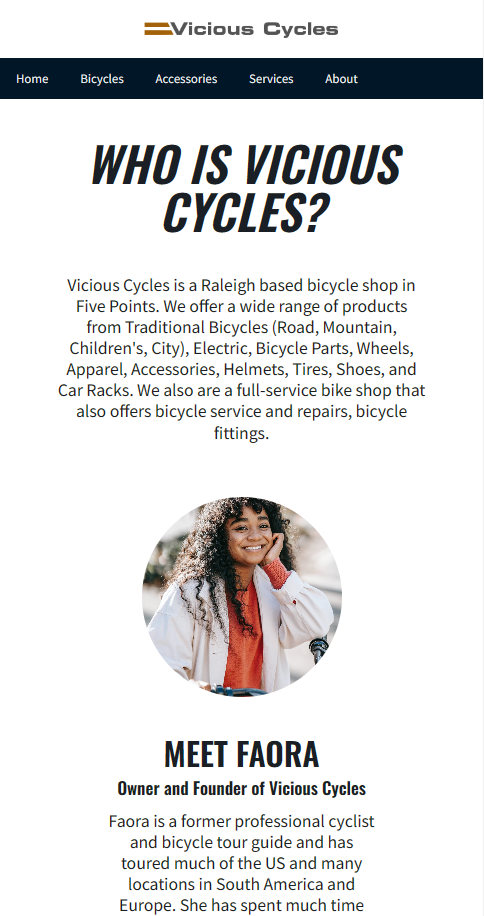 Vicious Cycles
Home Bicycles Accessories Services About
WHO IS VICIOUS
CYCLES?
Vicious Cycles is a Raleigh based bicycle shop in
Five Points. We offer a wide range of products
from Traditional Bicycles (Road, Mountain,
Children's, City), Electric, Bicycle Parts, Wheels,
Apparel, Accessories, Helmets, Tires, Shoes, and
Car Racks. We also are a full-service bike shop that
also offers bicycle service and repairs, bicycle
fittings.
MEET FAORA
Owner and Founder of Vicious Cycles
Faora is a former professional cyclist
and bicycle tour guide and has
toured much of the US and many
locations in South America and
Europe. She has spent much time